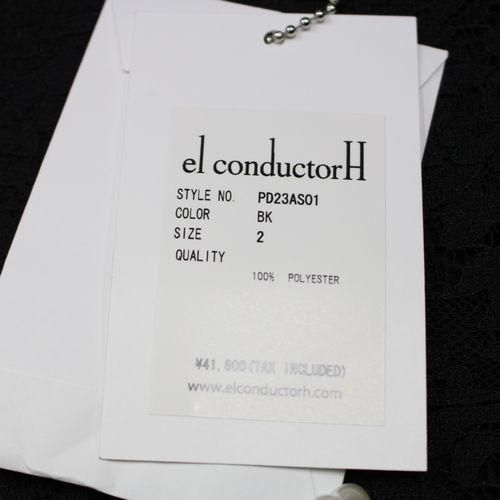 el conductorH
STYLE NO. PD23AS01
COLOR BK
SIZE 2
QUALITY
100% POLYESTER
¥41,800(TAX INCLUDED)
www.elconductorh.com